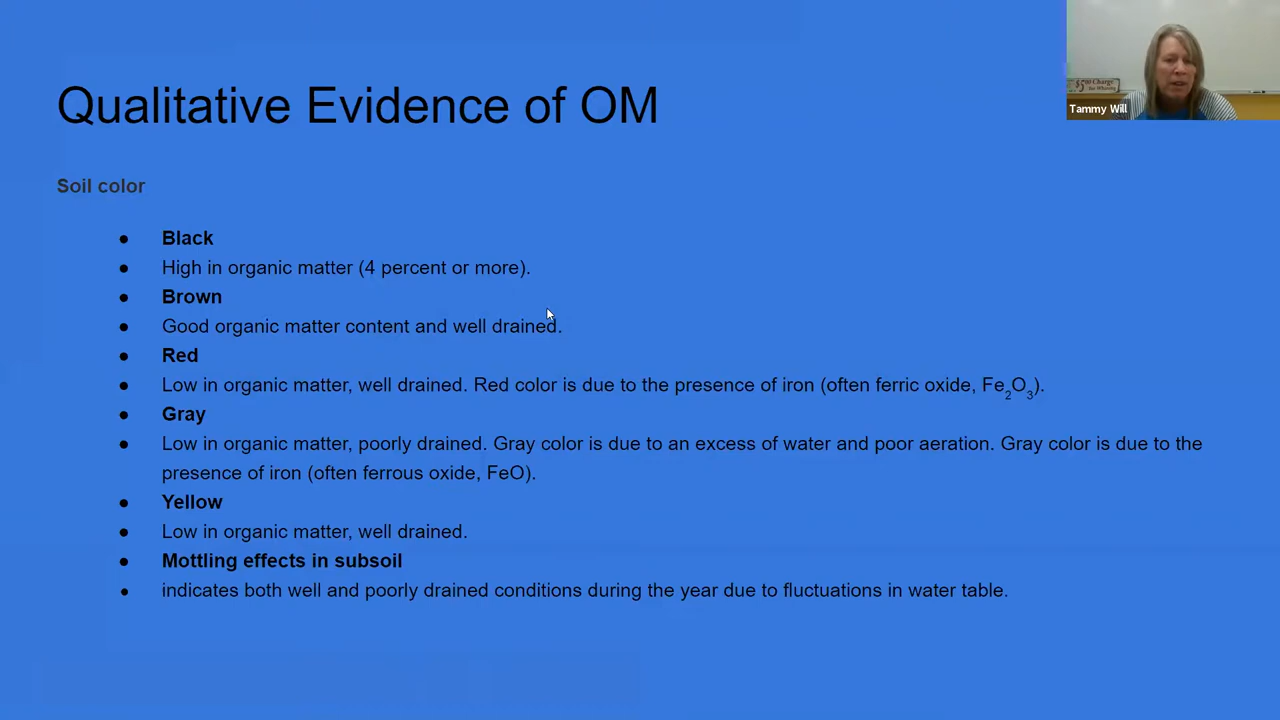 Qualitative Evidence of OM
Tammy Will
Soil color
● Black
● High in organic matter (4 percent or more).
● Brown
● Good organic matter content and well drained.
● Red
● Low in organic matter, well drained. Red color is due to the presence of iron (often ferric oxide, Fe₂O₃).
● Gray
● Low in organic matter, poorly drained. Gray color is due to an excess of water and poor aeration. Gray color is due to the
presence of iron (often ferrous oxide, FeO).
● Yellow
● Low in organic matter, well drained.
● Mottling effects in subsoil
● indicates both well and poorly drained conditions during the year due to fluctuations in water table.